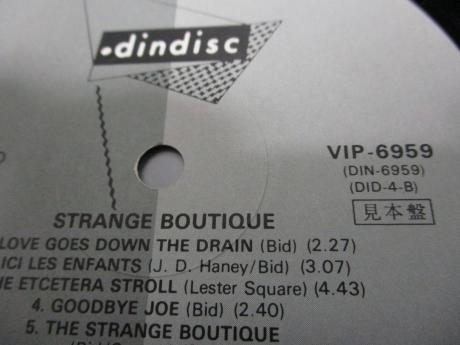 dindisc
VIP-6959
(DIN-6959)
(DID-4-B)
見本盤
STRANGE BOUTIQUE
LOVE GOES DOWN THE DRAIN (Bid) (2.27)
ICI LES ENFANTS (J. D. Haney/Bid) (3.07)
HE ETCETERA STROLL (Lester Square) (4.43)
4. GOODBYE JOE (Bid) (2.40)
5. THE STRANGE BOUTIQUE